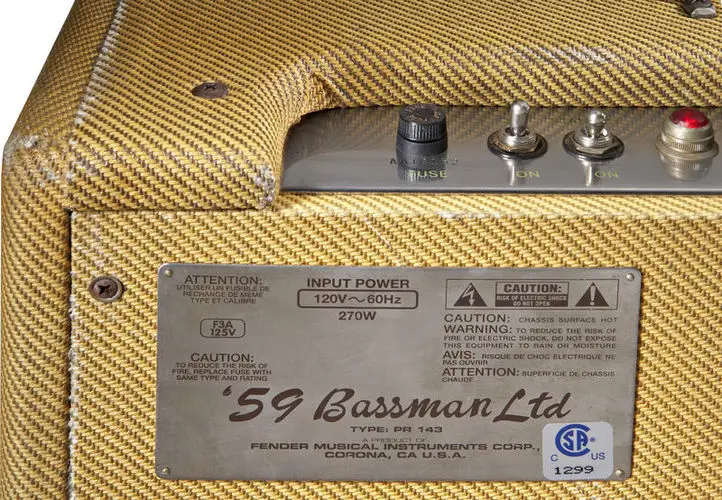 FUSE
ON
ON
ATTENTION:
UTILISER UN FUSIBLE DE
RECHANGE DE MEME
TYPE ET CALIBRE
F3A
125V
CAUTION:
TO REDUCE THE RISK OF
FIRE, REPLACE FUSE WITH
SAME TYPE AND RATING
INPUT POWER
120V～60Hz
270W
CAUTION:
RISK OF ELECTRIC SHOCK
DO NOT OPEN
CAUTION: CHASSIS SURFACE HOT
WARNING: TO REDUCE THE RISK OF
FIRE OR ELECTRIC SHOCK, DO NOT EXPOSE
THIS EQUIPMENT TO RAIN OR MOISTURE
AVIS: RISQUE DE CHOC ELECTRIQUE NE
PAS OUVRIR
ATTENTION: SUPERFICIE DE CHASSIS
CHAUDE
'59 Bassman Ltd
TYPE: PR 143
A PRODUCT OF
FENDER MUSICAL INSTRUMENTS CORP.,
CORONA, CA U.S.A.
SA
C US
1299